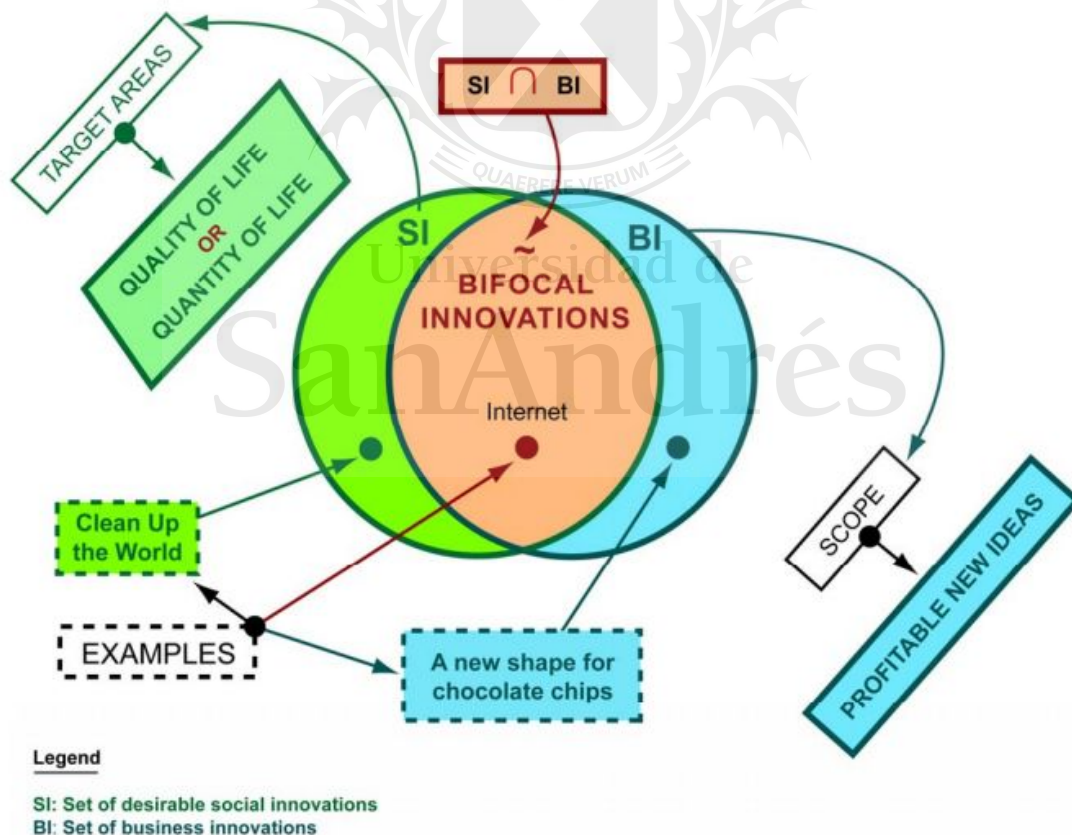 TARGET AREAS
SI ∩ BI
QUALITY OF LIFE
OR
QUANTITY OF LIFE
QUAERERE VERUM
SI
BI
~
BIFOCAL
INNOVATIONS
Universidad de
SanAndrés
Internet
Clean Up
the World
SCOPE
PROFITABLE NEW IDEAS
EXAMPLES
A new shape for
chocolate chips
Legend
SI: Set of desirable social innovations
BI: Set of business innovations